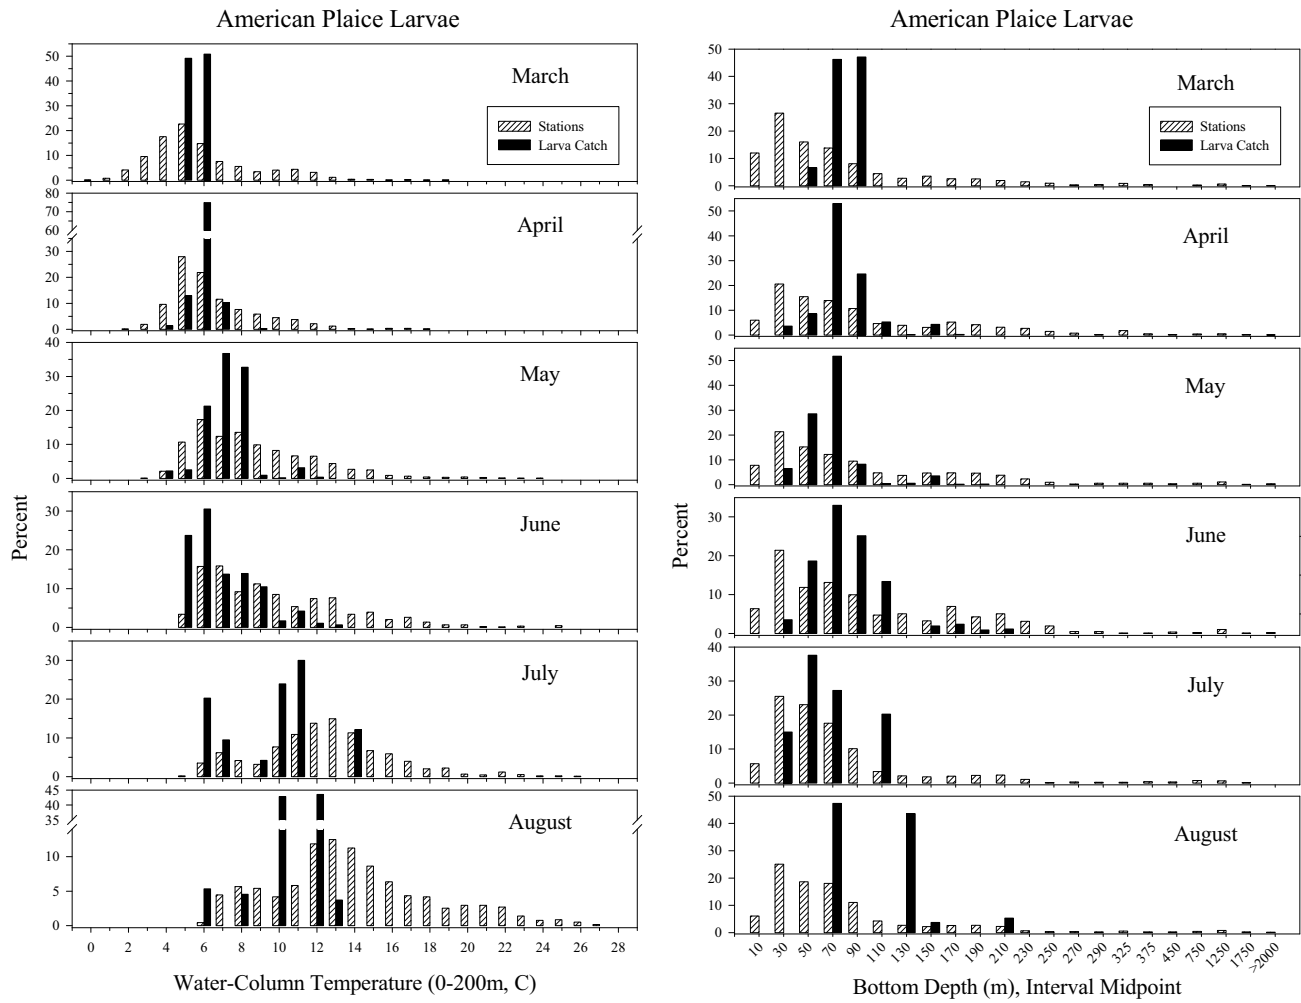 American Plaice Larvae
50
40
30
20
10
0
March
Stations
Larva Catch
80
75
70
65
60
30
20
10
0
April
40
30
20
10
0
May
30
20
10
0
June
30
20
10
0
July
45
40
35
10
5
0
August
0 2 4 6 8 10 12 14 16 18 20 22 24 26 28
Percent
Water-Column Temperature (0-200m, C)
American Plaice Larvae
50
40
30
20
10
0
March
Stations
Larva Catch
50
40
30
20
10
0
April
50
40
30
20
10
0
May
30
20
10
0
June
40
30
20
10
0
July
50
40
30
20
10
0
August
10 30 50 70 90 110 130 150 170 190 210 230 250 270 290 325 375 450 750 1250 1750 >2000
Percent
Bottom Depth (m), Interval Midpoint